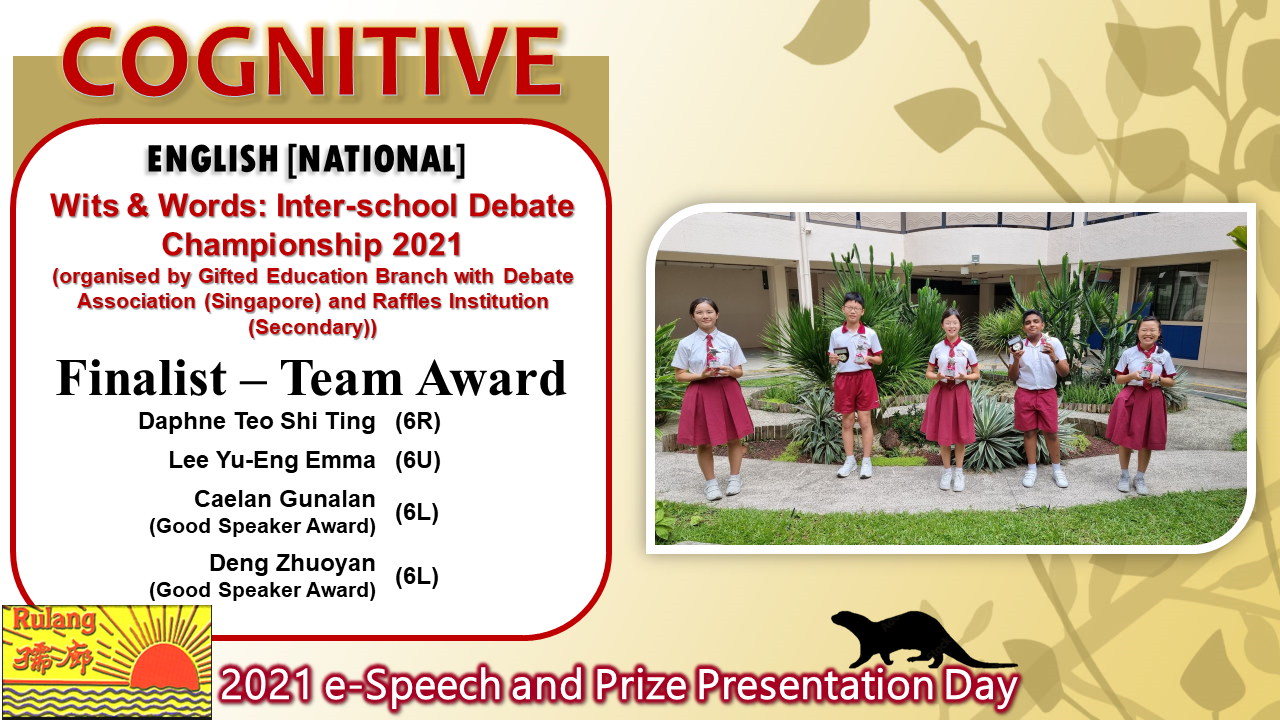 COGNITIVE
ENGLISH [NATIONAL]
Wits & Words: Inter-school Debate
Championship 2021
(organised by Gifted Education Branch with Debate
Association (Singapore) and Raffles Institution
(Secondary))
Finalist – Team Award
Daphne Teo Shi Ting (6R)
Lee Yu-Eng Emma (6U)
Caelan Gunalan (6L)
(Good Speaker Award)
Deng Zhuoyan (6L)
(Good Speaker Award)
Rulang
孺廊
2021 e-Speech and Prize Presentation Day